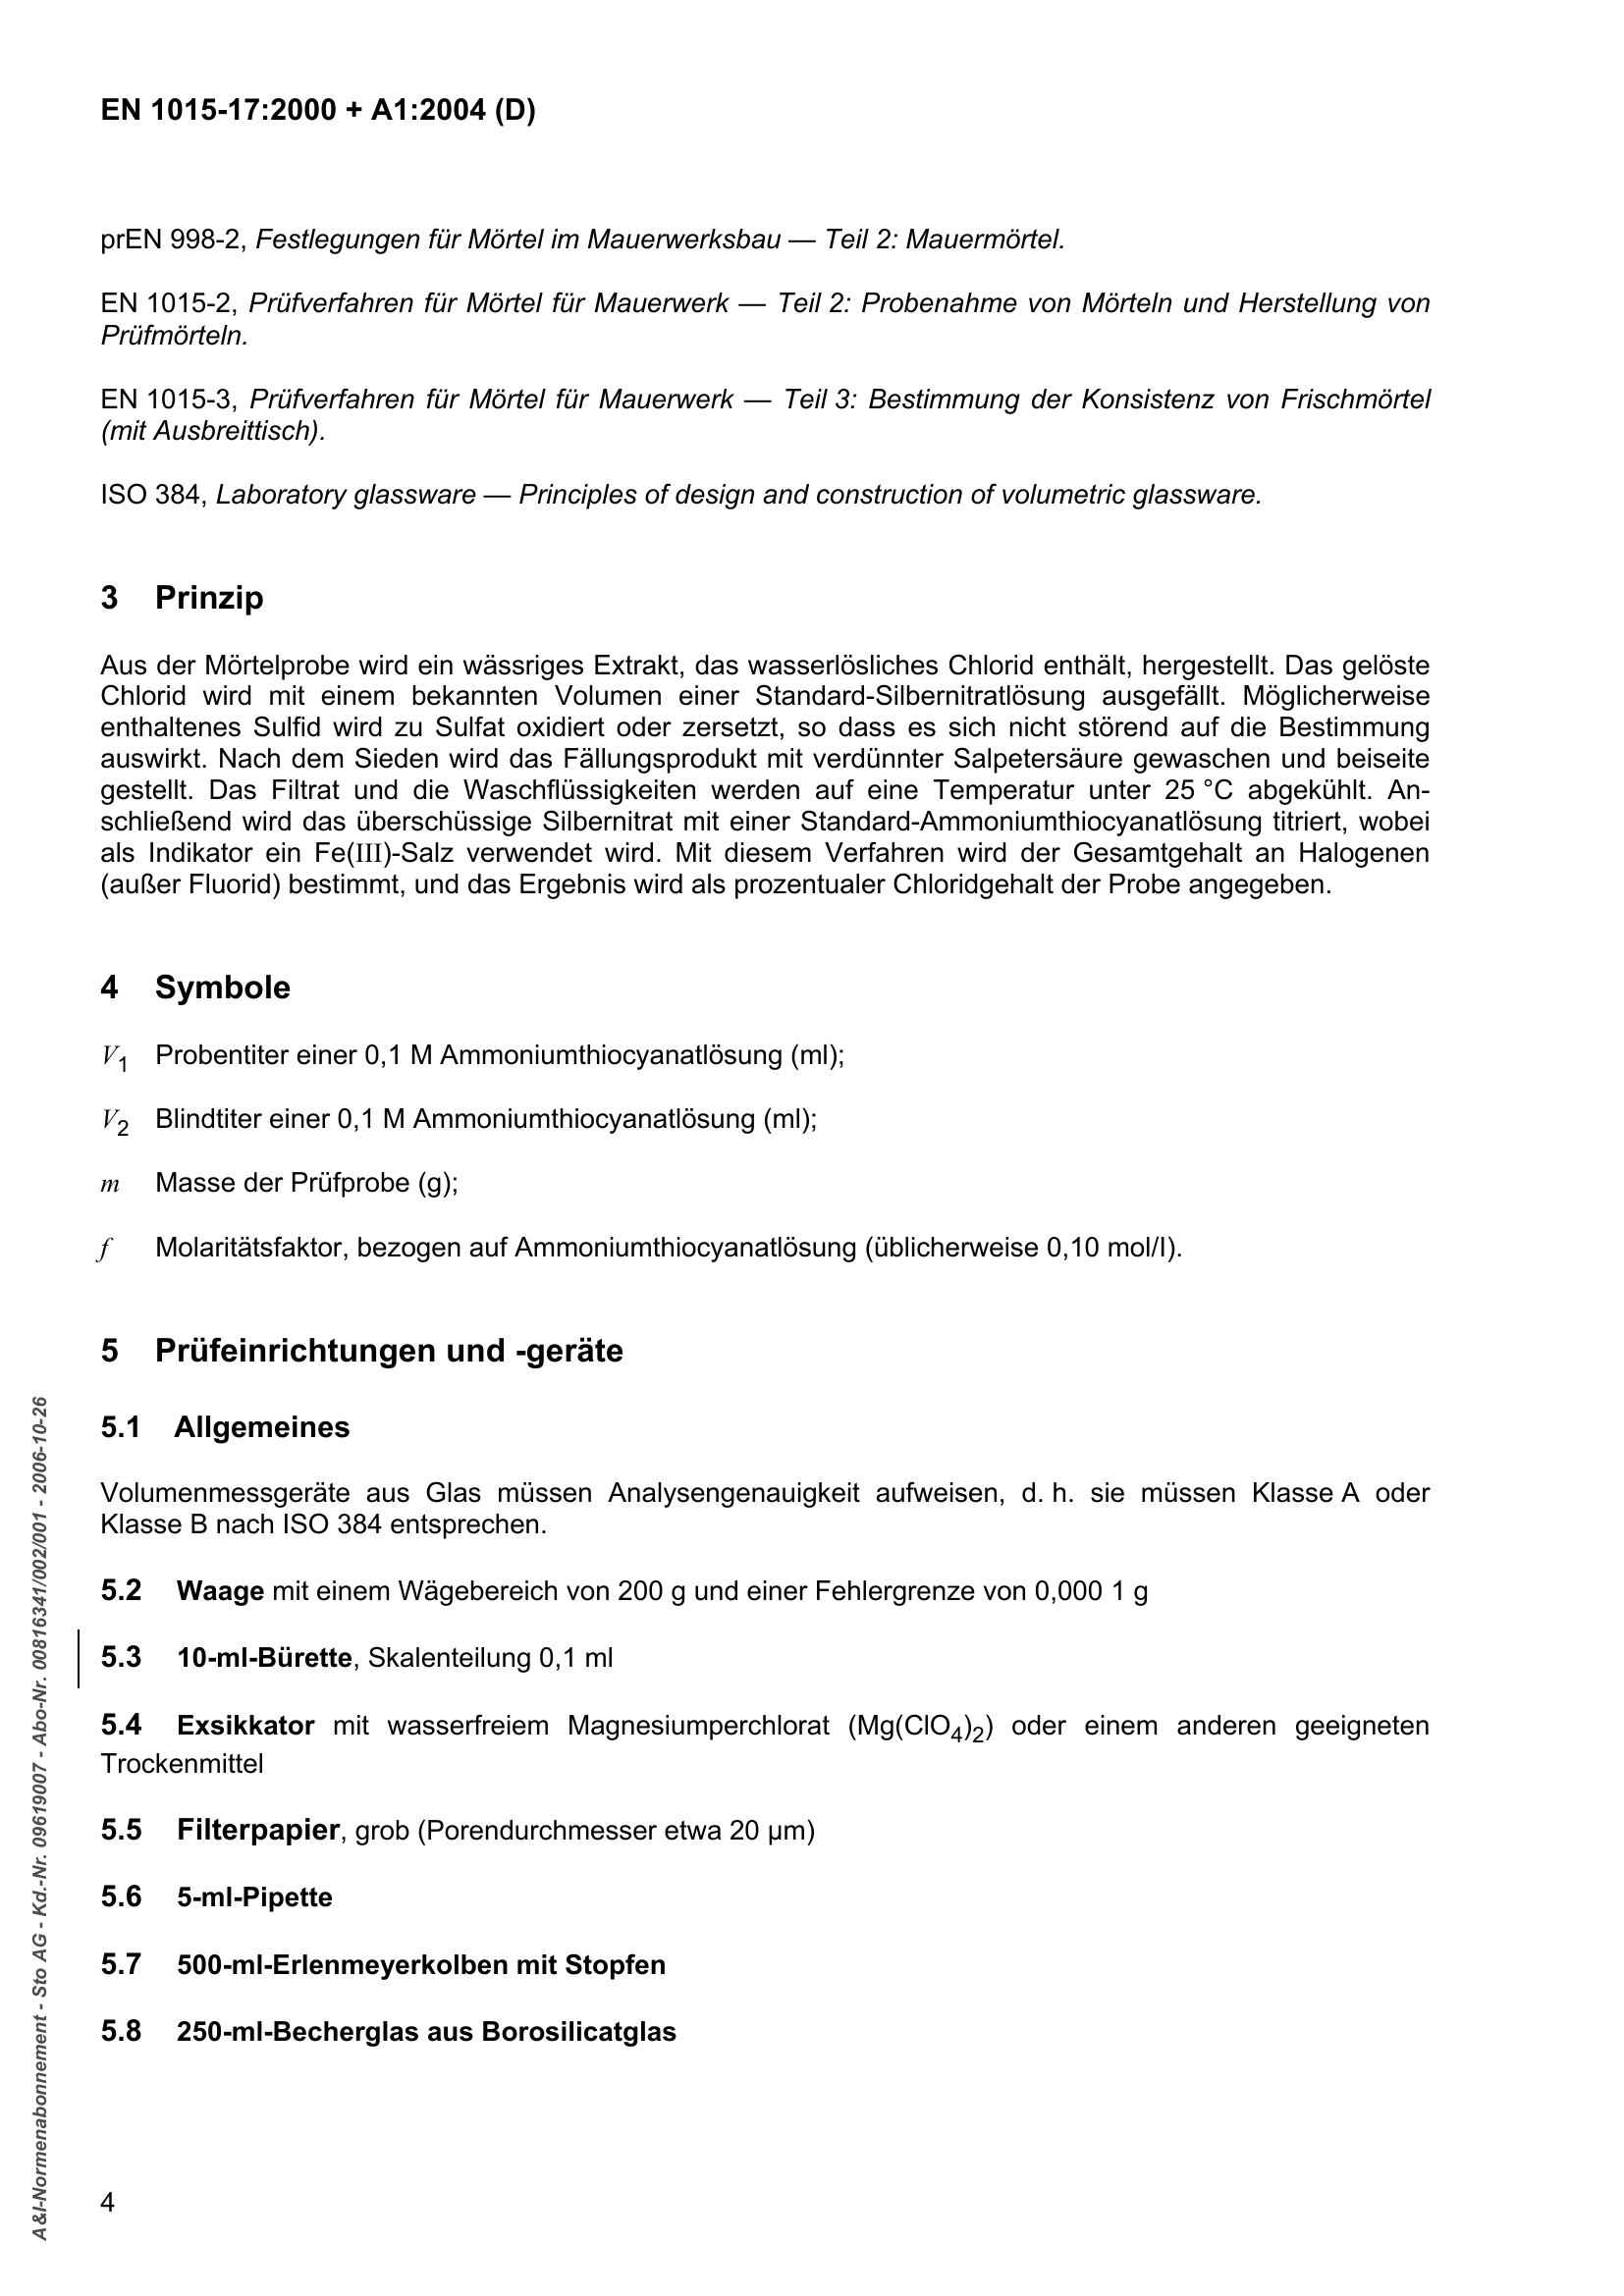 EN 1015-17:2000 + A1:2004 (D)
prEN 998-2, Festlegungen für Mörtel im Mauerwerksbau — Teil 2: Mauermörtel.
EN 1015-2, Prüfverfahren für Mörtel für Mauerwerk — Teil 2: Probenahme von Mörteln und Herstellung von
Prüfmörteln.
EN 1015-3, Prüfverfahren für Mörtel für Mauerwerk — Teil 3: Bestimmung der Konsistenz von Frischmörtel
(mit Ausbreittisch).
ISO 384, Laboratory glassware — Principles of design and construction of volumetric glassware.
3 Prinzip
Aus der Mörtelprobe wird ein wässriges Extrakt, das wasserlösliches Chlorid enthält, hergestellt. Das gelöste
Chlorid wird mit einem bekannten Volumen einer Standard-Silbernitratlösung ausgefällt. Möglicherweise
enthaltenes Sulfid wird zu Sulfat oxidiert oder zersetzt, so dass es sich nicht störend auf die Bestimmung
auswirkt. Nach dem Sieden wird das Fällungsprodukt mit verdünnter Salpetersäure gewaschen und beiseite
gestellt. Das Filtrat und die Waschflüssigkeiten werden auf eine Temperatur unter 25 °C abgekühlt. An-
schließend wird das überschüssige Silbernitrat mit einer Standard-Ammoniumthiocyanatlösung titriert, wobei
als Indikator ein Fe(III)-Salz verwendet wird. Mit diesem Verfahren wird der Gesamtgehalt an Halogenen
(außer Fluorid) bestimmt, und das Ergebnis wird als prozentualer Chloridgehalt der Probe angegeben.
4 Symbole
V1 Probentiter einer 0,1 M Ammoniumthiocyanatlösung (ml);
V2 Blindtiter einer 0,1 M Ammoniumthiocyanatlösung (ml);
m Masse der Prüfprobe (g);
f Molaritätsfaktor, bezogen auf Ammoniumthiocyanatlösung (üblicherweise 0,10 mol/l).
5 Prüfeinrichtungen und -geräte
5.1 Allgemeines
Volumenmessgeräte aus Glas müssen Analysengenauigkeit aufweisen, d. h. sie müssen Klasse A oder
Klasse B nach ISO 384 entsprechen.
5.2 Waage mit einem Wägebereich von 200 g und einer Fehlergrenze von 0,000 1 g
5.3 10-ml-Bürette, Skalenteilung 0,1 ml
5.4 Exsikkator mit wasserfreiem Magnesiumperchlorat (Mg(ClO4)2) oder einem anderen geeigneten
Trockenmittel
5.5 Filterpapier, grob (Porendurchmesser etwa 20 µm)
5.6 5-ml-Pipette
5.7 500-ml-Erlenmeyerkolben mit Stopfen
5.8 250-ml-Becherglas aus Borosilicatglas
4
A&I-Normenabonnement - Sto AG - Kd.-Nr. 09619007 - Abo-Nr. 00816341/002/001 - 2006-10-26